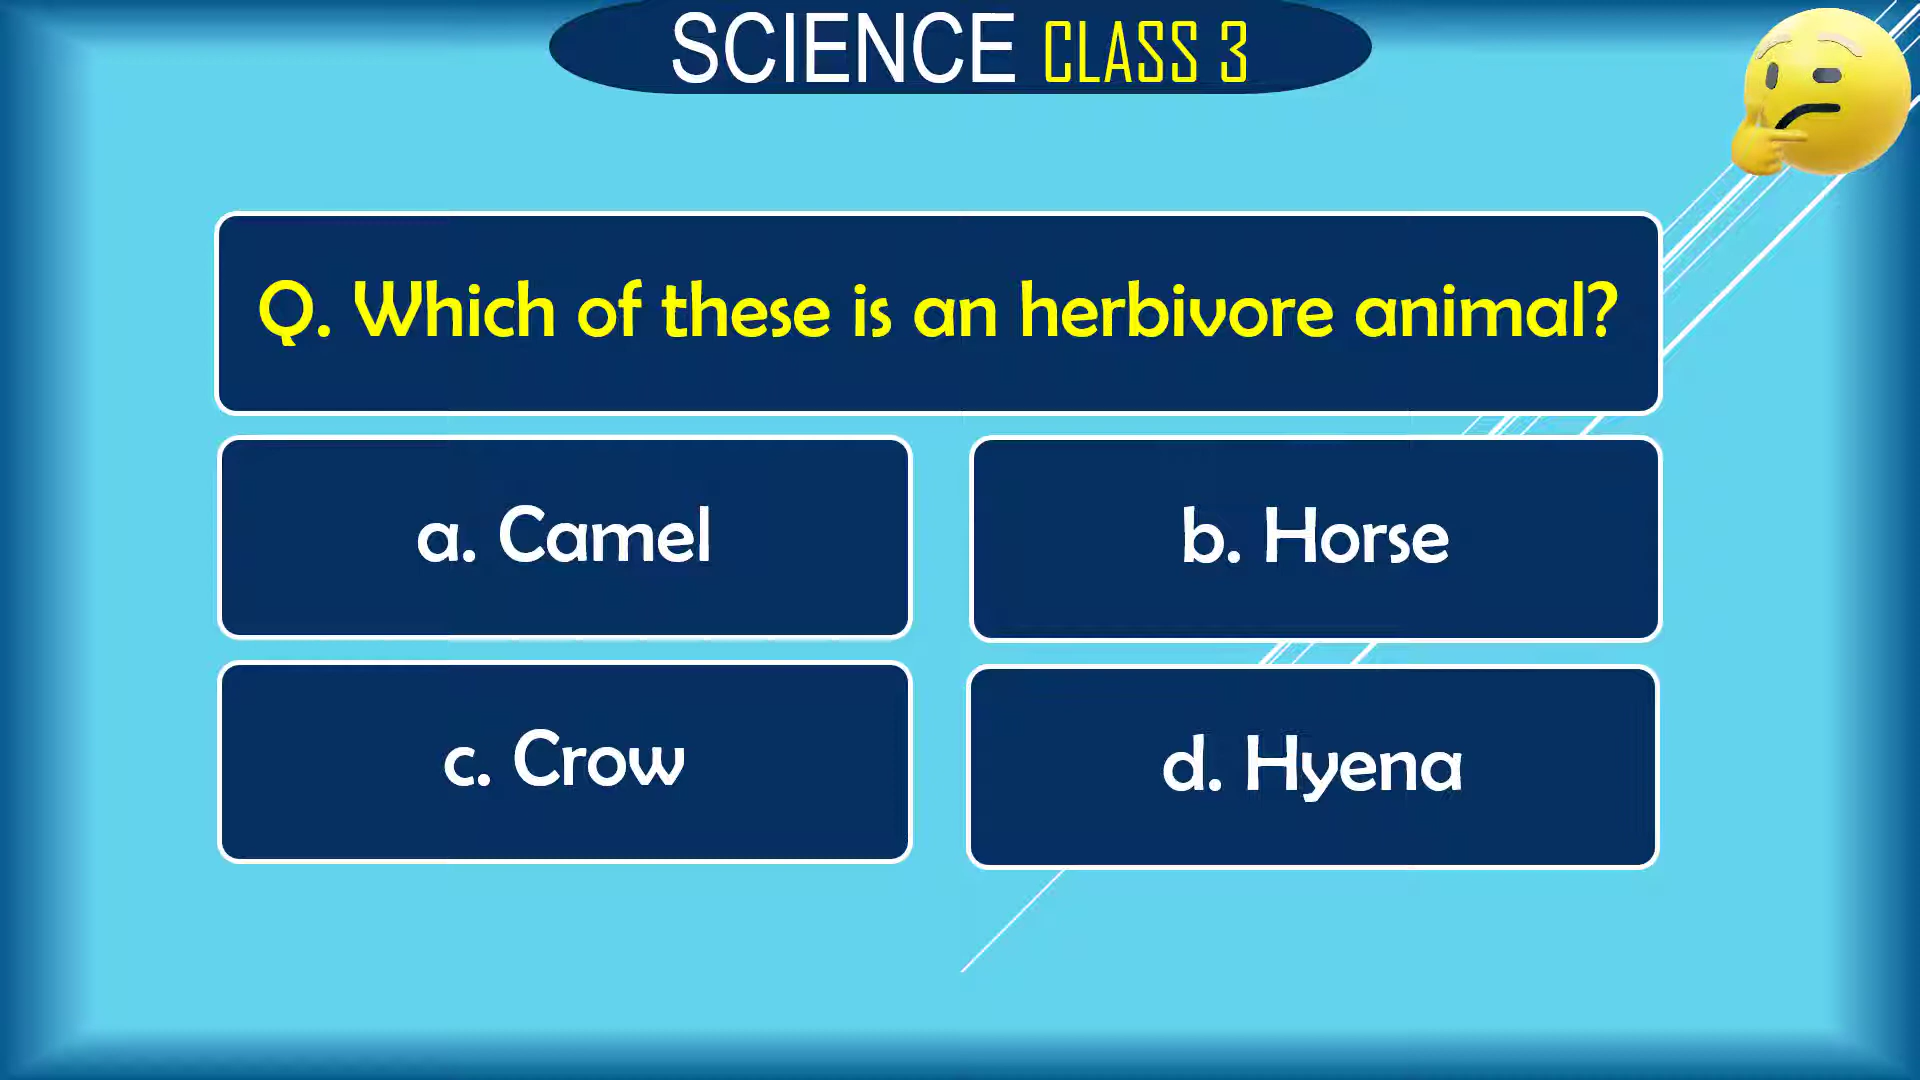 SCIENCE CLASS 3
Q. Which of these is an herbivore animal?
a. Camel
b. Horse
c. Crow
d. Hyena